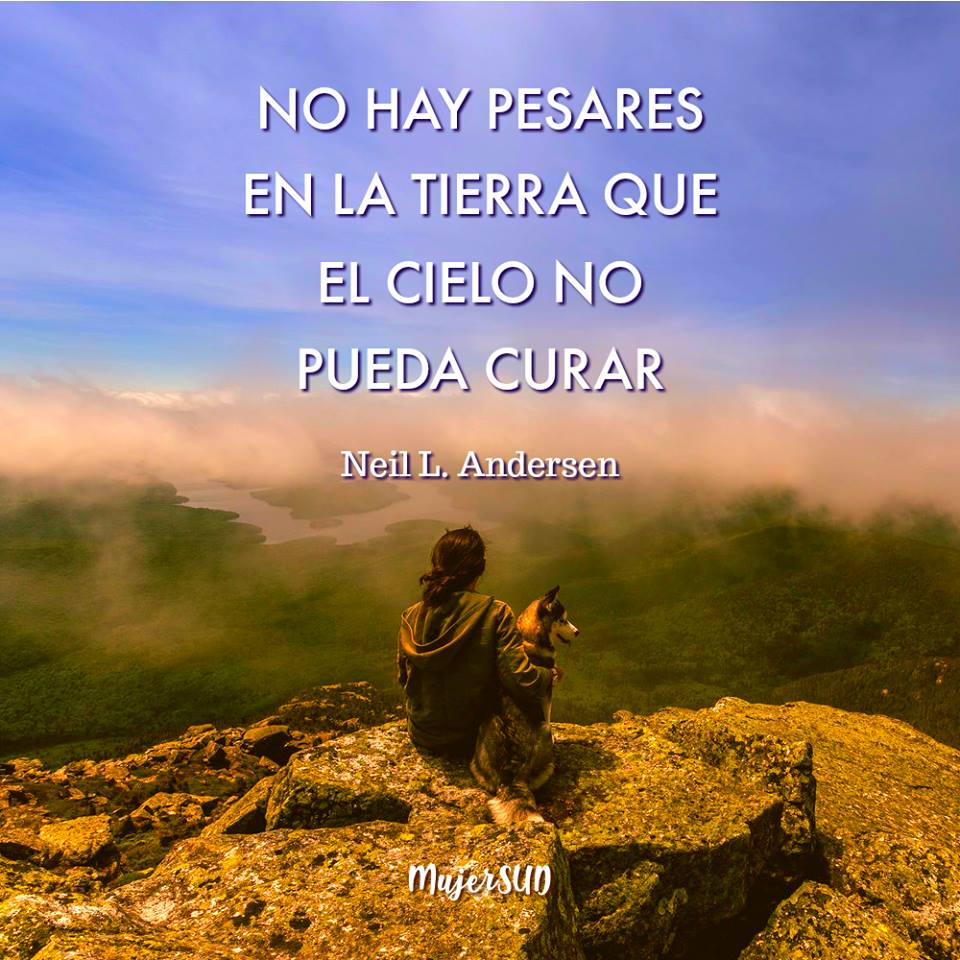 NO HAY PESARES
EN LA TIERRA QUE
EL CIELO NO
PUEDA CURAR
Neil L. Andersen
MujerSUD